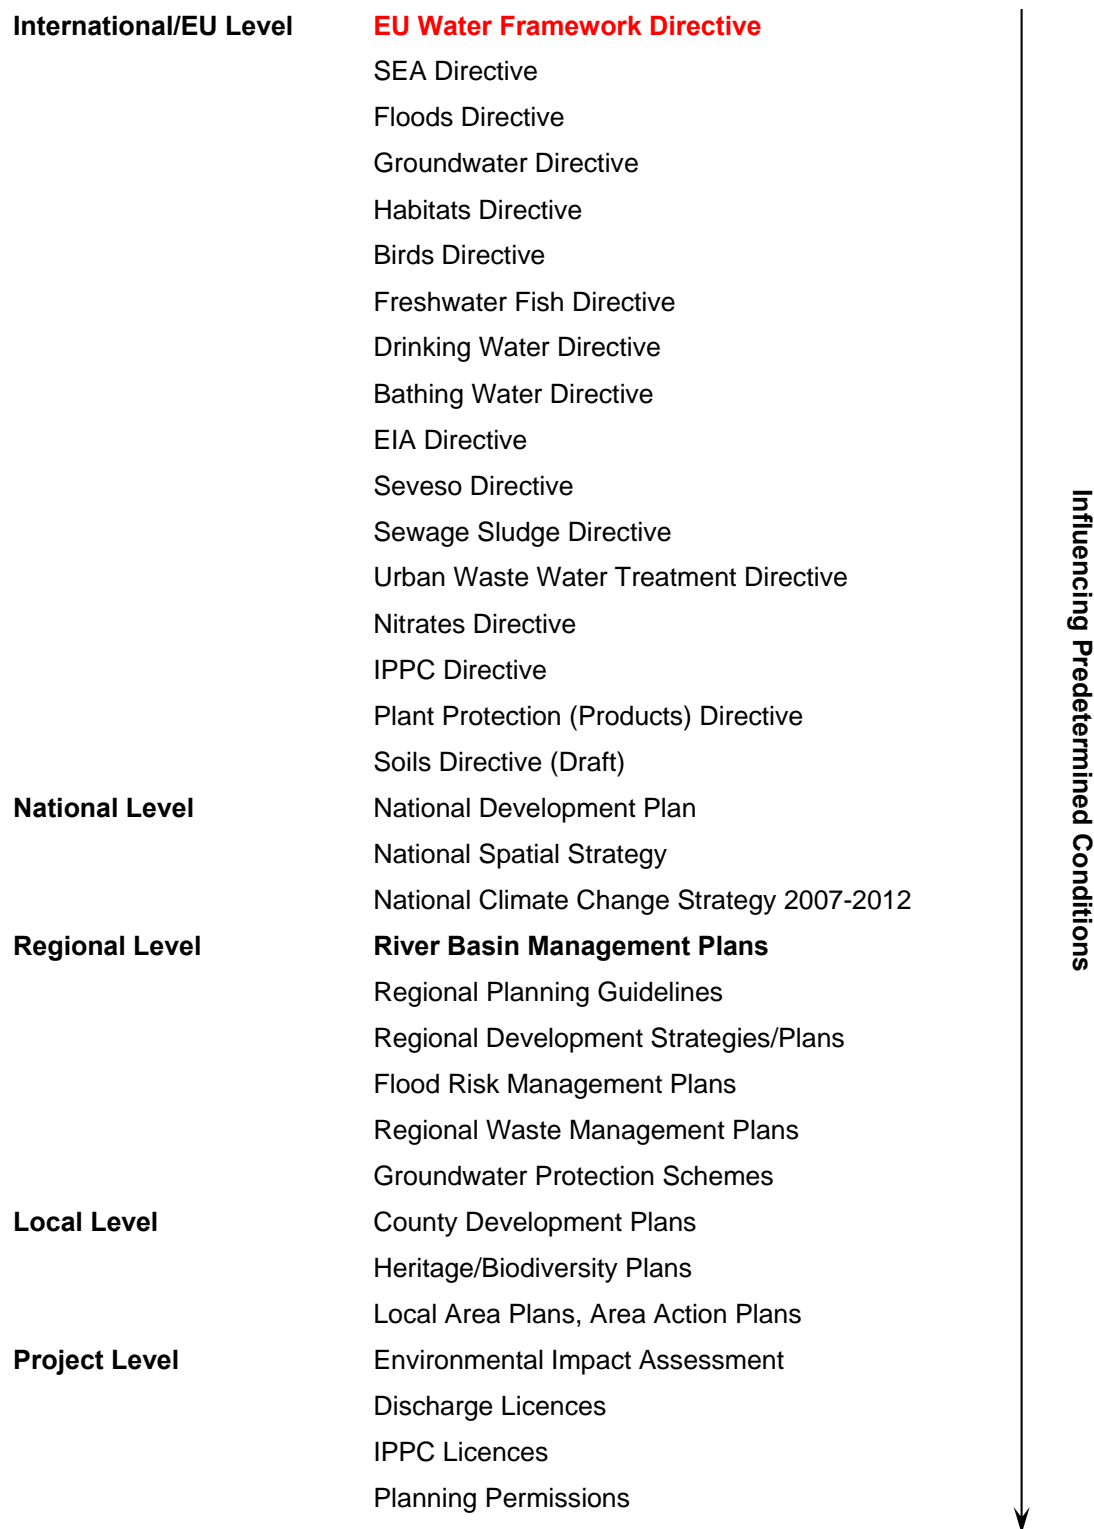 International/EU Level EU Water Framework Directive
SEA Directive
Floods Directive
Groundwater Directive
Habitats Directive
Birds Directive
Freshwater Fish Directive
Drinking Water Directive
Bathing Water Directive
EIA Directive
Seveso Directive
Sewage Sludge Directive
Urban Waste Water Treatment Directive
Nitrates Directive
IPPC Directive
Plant Protection (Products) Directive
Soils Directive (Draft)
National Level National Development Plan
National Spatial Strategy
National Climate Change Strategy 2007-2012
Regional Level River Basin Management Plans
Regional Planning Guidelines
Regional Development Strategies/Plans
Flood Risk Management Plans
Regional Waste Management Plans
Groundwater Protection Schemes
Local Level County Development Plans
Heritage/Biodiversity Plans
Local Area Plans, Area Action Plans
Project Level Environmental Impact Assessment
Discharge Licences
IPPC Licences
Planning Permissions
Influencing Predetermined Conditions